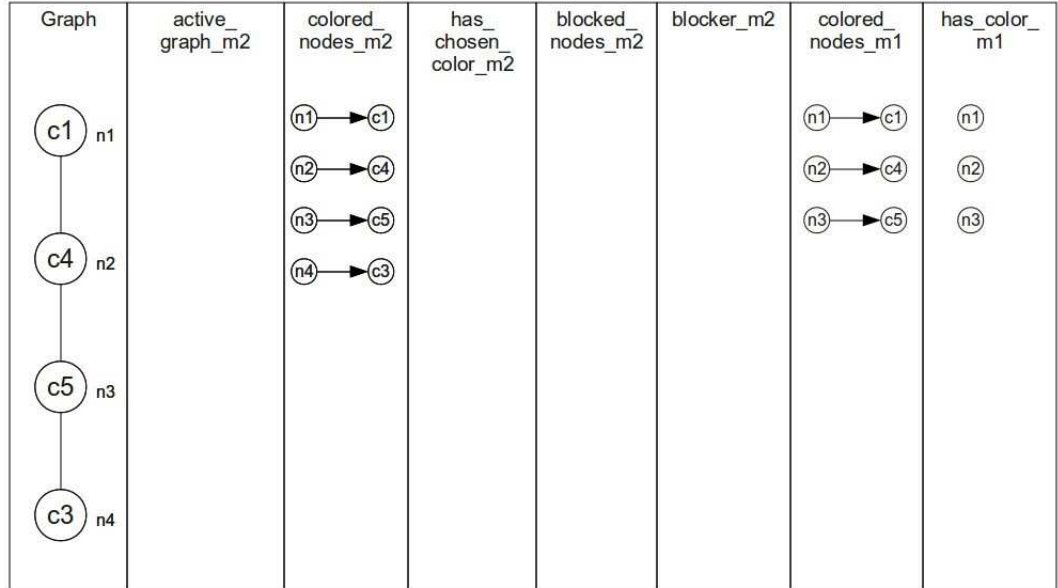 Graph
active_
graph_m2
colored_
nodes_m2
has_
chosen_
color_m2
blocked_
nodes_m2
blocker_m2
colored_
nodes_m1
has_color_
m1
c1 n1
n1 c1
n1 c1
n1
n2 c4
n2 c4
n2
n3 c5
n3 c5
n3
c4 n2
n4 c3
c5 n3
c3 n4